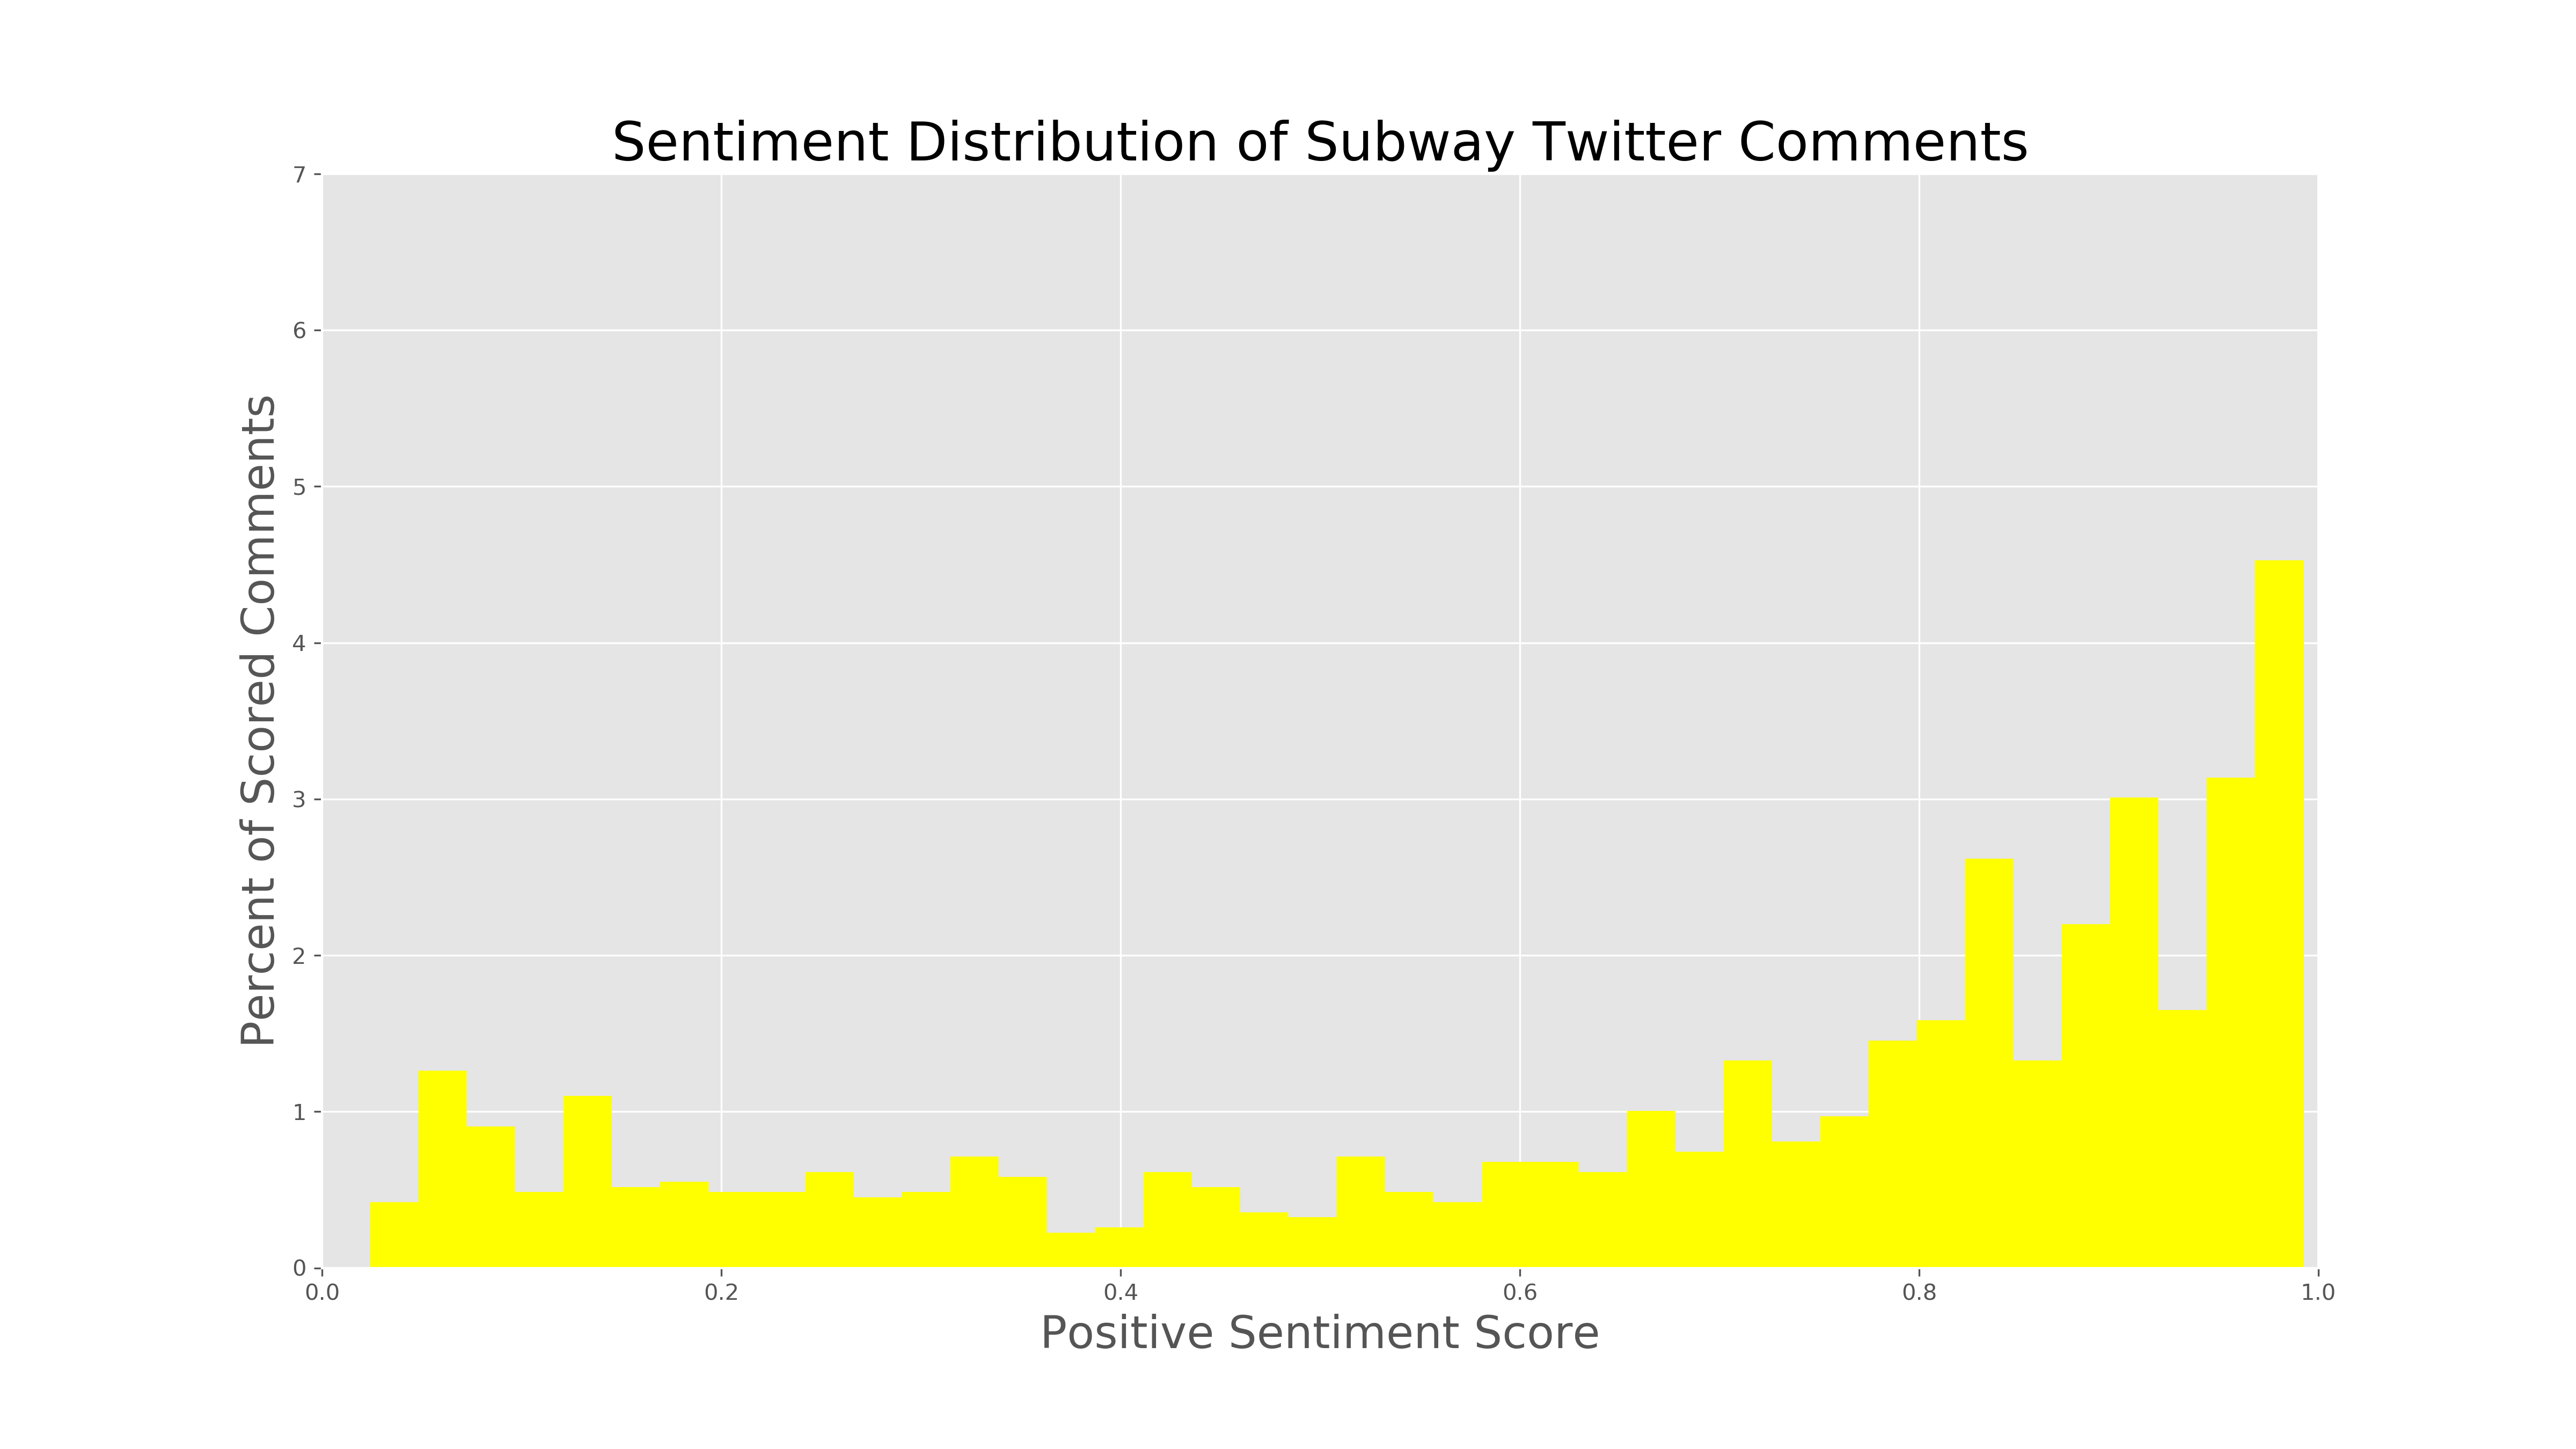 Sentiment Distribution of Subway Twitter Comments
7
6
5
4
3
2
1
0
Percent of Scored Comments
0.0 0.2 0.4 0.6 0.8 1.0
Positive Sentiment Score